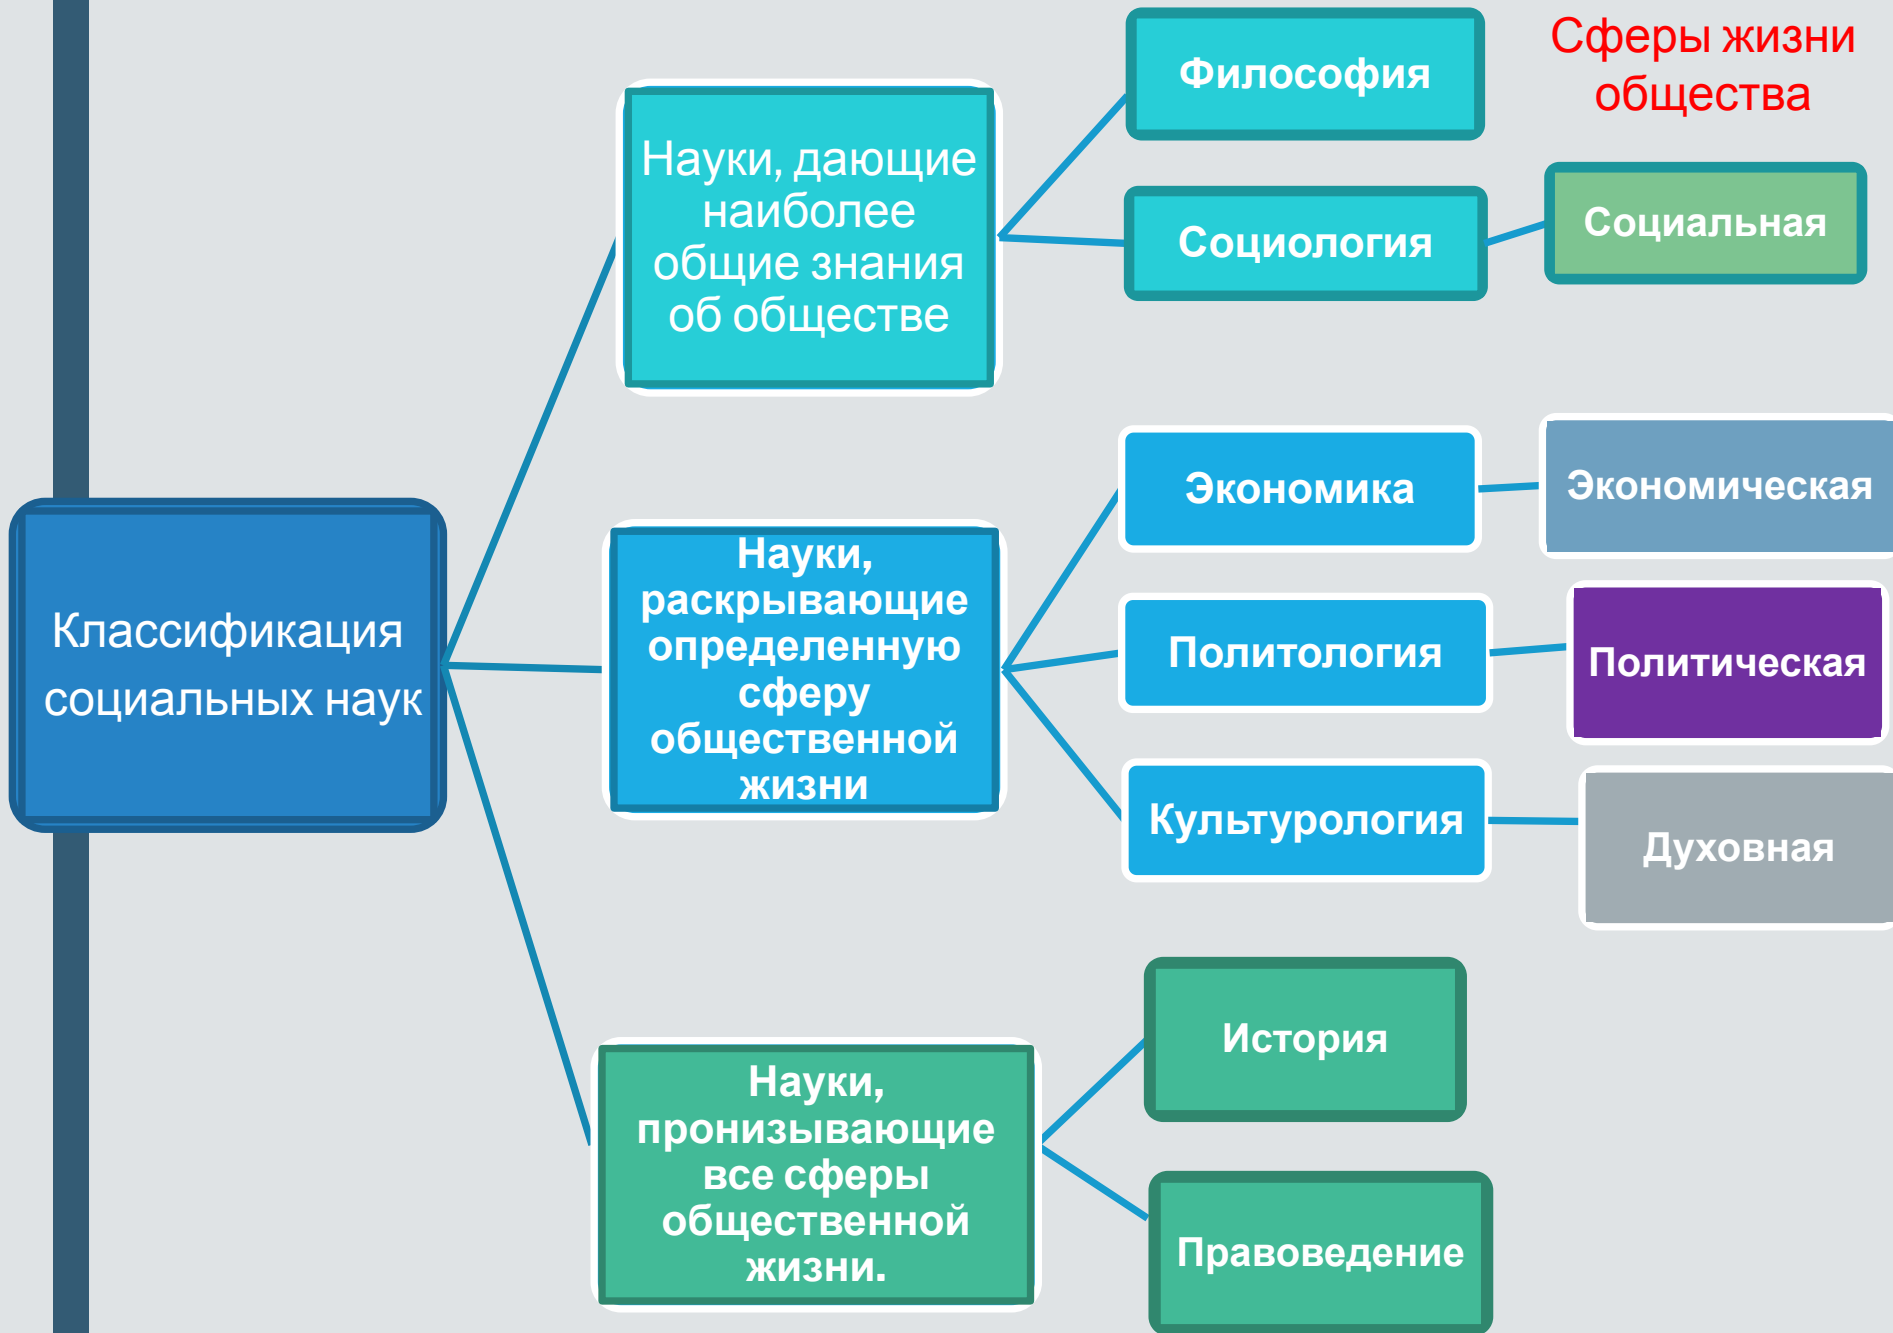 Сферы жизни
общества
Философия
Науки, дающие
наиболее
общие знания
об обществе
Социология
Социальная
Классификация
социальных наук
Науки,
раскрывающие
определенную
сферу
общественной
жизни
Экономика
Экономическая
Политология
Политическая
Культурология
Духовная
Науки,
пронизывающие
все сферы
общественной
жизни.
История
Правоведение